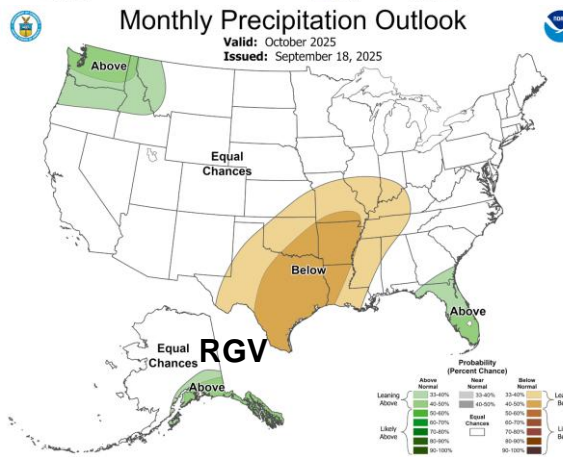 Monthly Precipitation Outlook
Valid: October 2025
Issued: September 18, 2025
Above
Equal
Chances
Below
Above
Equal
Chances
RGV
Above
Probability
(Percent Chance)
Above
Normal
Near
Normal
Below
Normal
Leaning
Above
33-40%
40-50%
33-40%
40-50%
33-40%
40-50%
Likely
Above
50-60%
60-70%
70-80%
80-90%
90-100%
Equal
Chances
50-60%
60-70%
70-80%
80-90%
90-100%